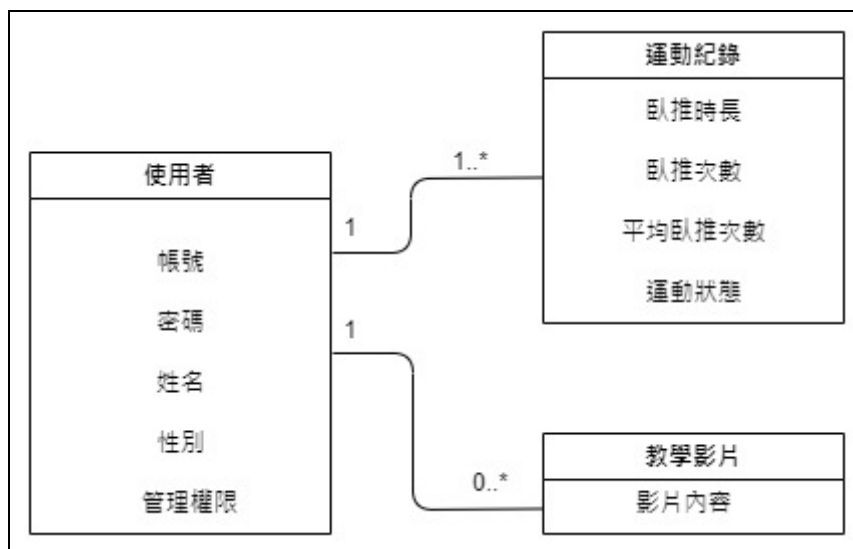 使用者
帳號
密碼
姓名
性別
管理權限
1
1..*
1
0..*
運動紀錄
臥推時長
臥推次數
平均臥推次數
運動狀態
教學影片
影片內容